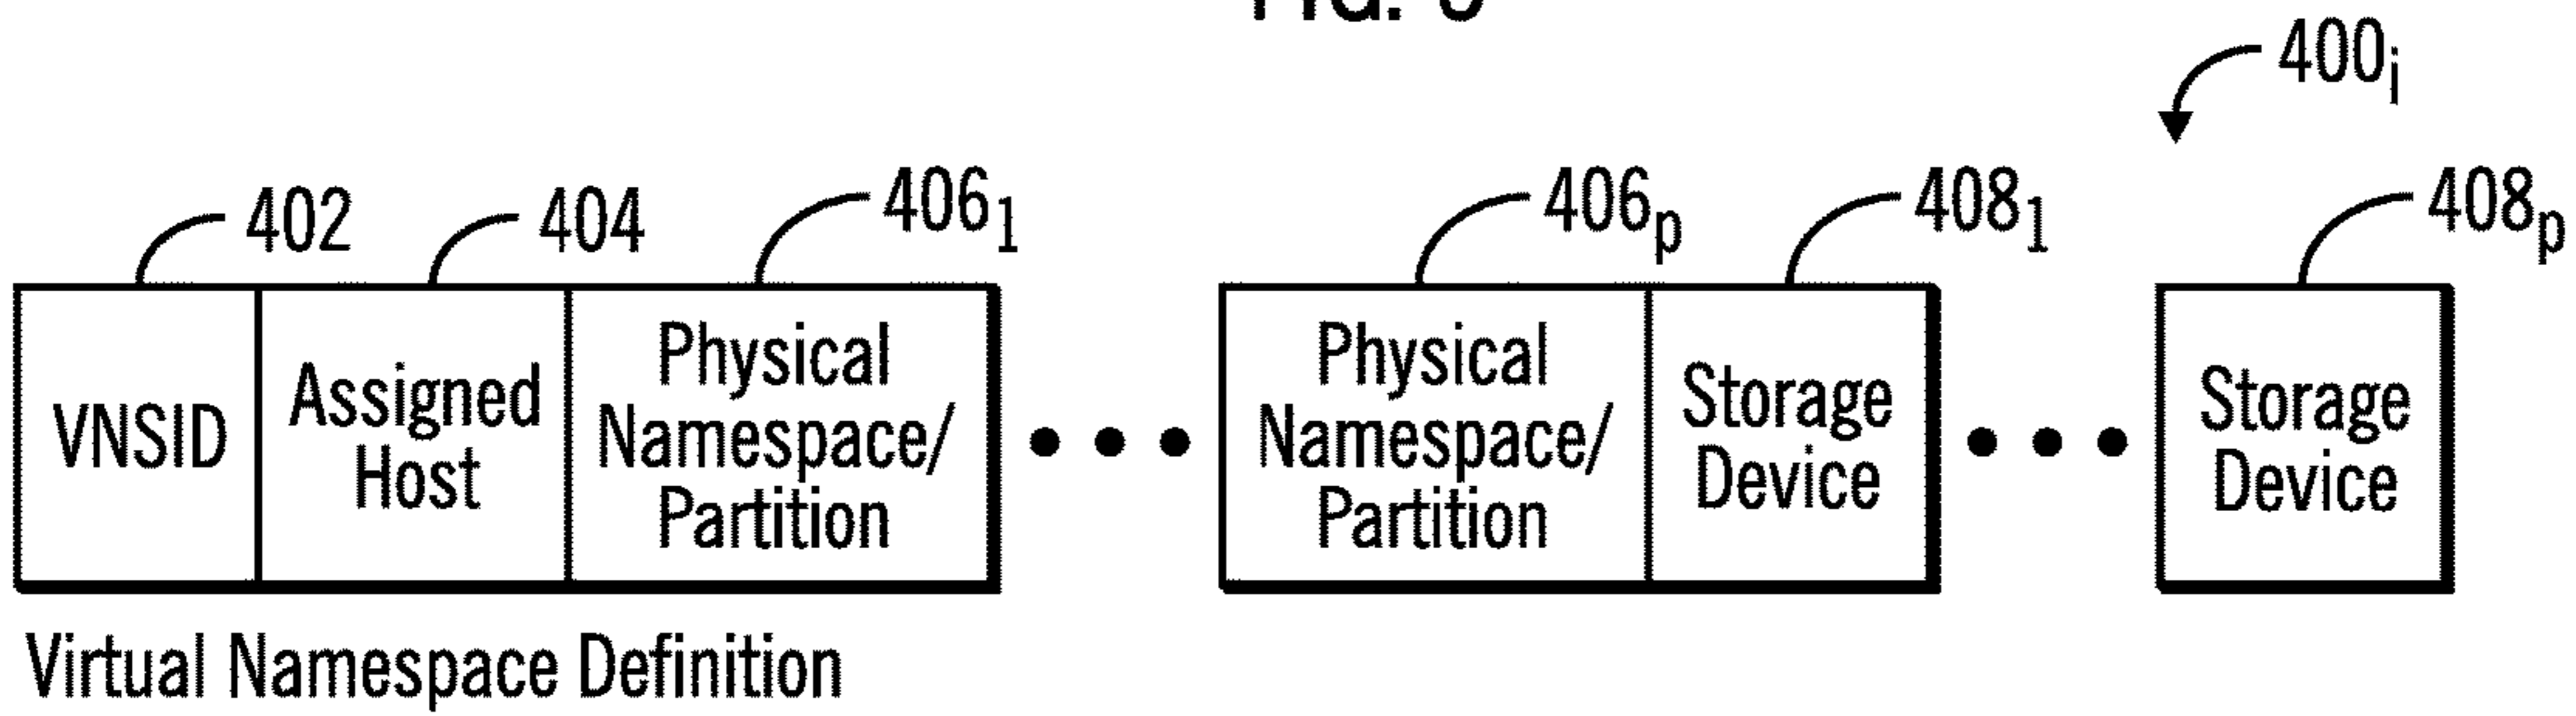 400i
402
404
4061
406p
4081
408p
VNSID
Assigned
Host
Physical
Namespace/
Partition
Physical
Namespace/
Partition
Storage
Device
Storage
Device
Virtual Namespace Definition